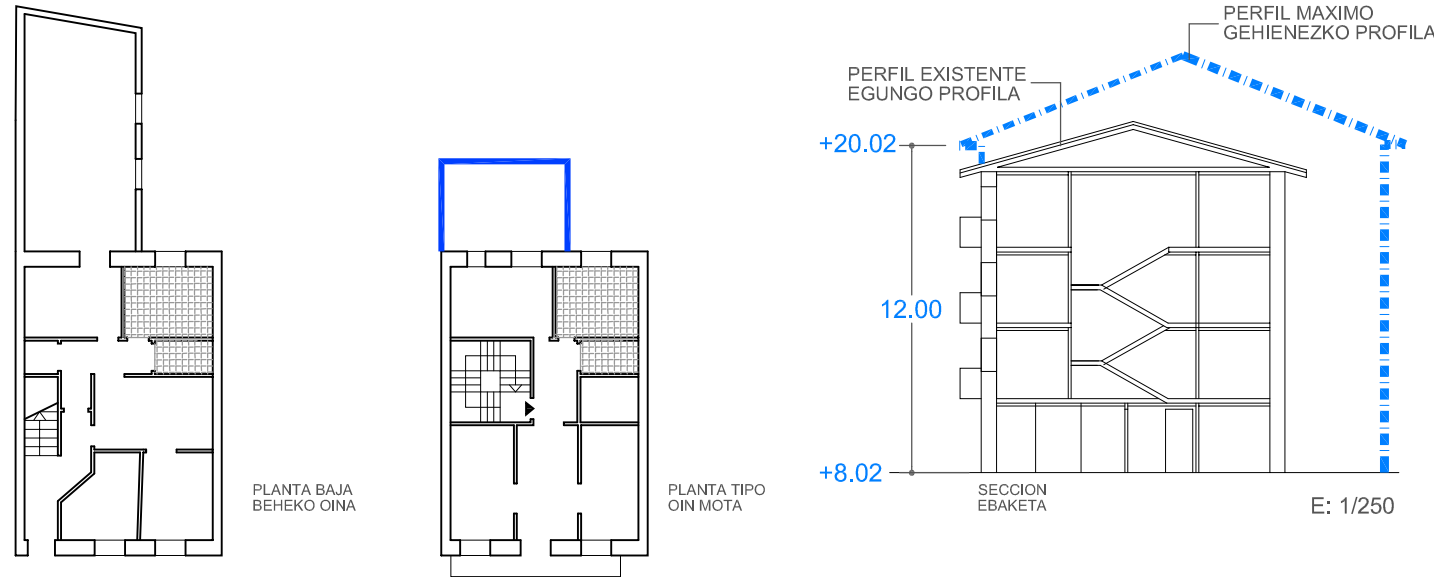 PLANTA BAJA
BEHEKO OINA
PLANTA TIPO
OIN MOTA
PERFIL MAXIMO
GEHIENEZKO PROFILA
PERFIL EXISTENTE
EGUNGO PROFILA
+20.02
12.00
+8.02
SECCION
EBAKETA
E: 1/250